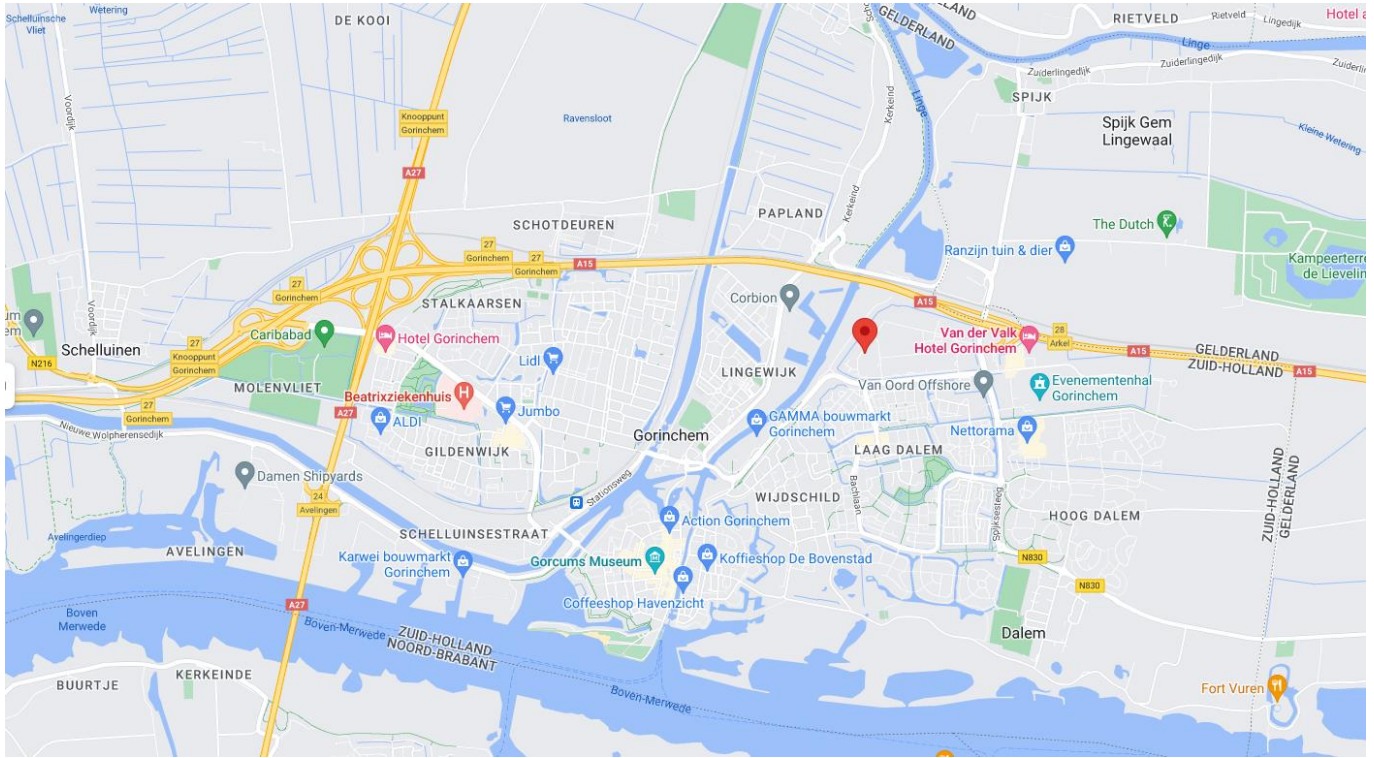 Schelluinsche
Vliet
Wetering
DE KOOI
GELDERLAND
RIETVELD
Rietveld
Lingedijk
Hotel a
Linge
Zuiderlingedijk
Zuiderlingedijk
SPIJK
Spijk Gem
Lingewaal
Kleine Wetering
Voordijk
Knooppunt
Gorinchem
Ravensloot
Kerkeind
Linge
A27
SCHOTDEUREN
PAPLAND
Kerkeind
The Dutch
Ranzijn tuin & dier
Kampeerterre
de Lievelin
27
Gorinchem
27
Gorinchem
A15
27
Gorinchem
STALKAARSEN
Corbion
A15
Voordijk
Caribabad
Hotel Gorinchem
Van der Valk
Hotel Gorinchem
28
Arkel
Schelluinen
Knooppunt
Gorinchem
27
N216
Lidl
A15
GELDERLAND
ZUID-HOLLAND
A15
MOLENVLIET
Beatrixziekenhuis
H
LINGEWIJK
Van Oord Offshore
Evenementenhal
Gorinchem
27
Gorinchem
A27
ALDI
Jumbo
GAMMA bouwmarkt
Gorinchem
Nettorama
Nieuwe Wolpherensedijk
Gorinchem
GILDENWIJK
LAAG DALEM
Damen Shipyards
24
Avelingen
Stationsweg
WIJDSCHILD
Bachlaan
Spijksesteeg
HOOG DALEM
ZUID-HOLLAND
GELDERLAND
Avelingerdiep
AVELINGEN
SCHELLUINSESTRAAT
Action Gorinchem
Karwei bouwmarkt
Gorinchem
Gorcums Museum
Koffieshop De Bovenstad
N830
N830
Coffeeshop Havenzicht
A27
Boven
Merwede
Boven-Merwede
ZUID-HOLLAND
NOORD-BRABANT
Dalem
BUURTJE
KERKEINDE
Boven-Merwede
Fort Vuren